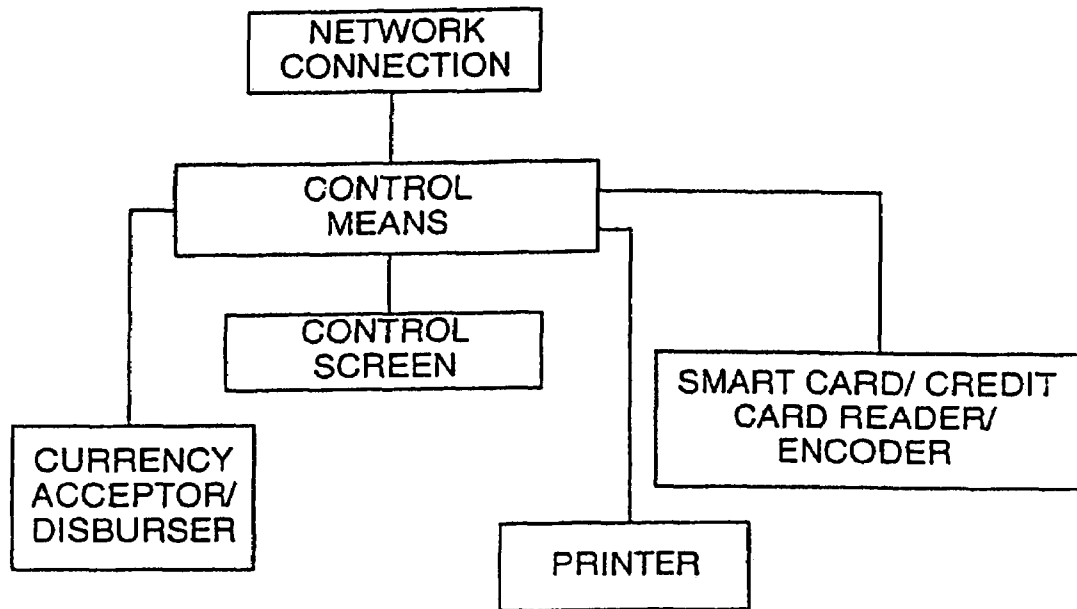 NETWORK
CONNECTION
CONTROL
MEANS
CONTROL
SCREEN
SMART CARD/ CREDIT
CARD READER/
ENCODER
CURRENCY
ACCEPTOR/
DISBURSER
PRINTER